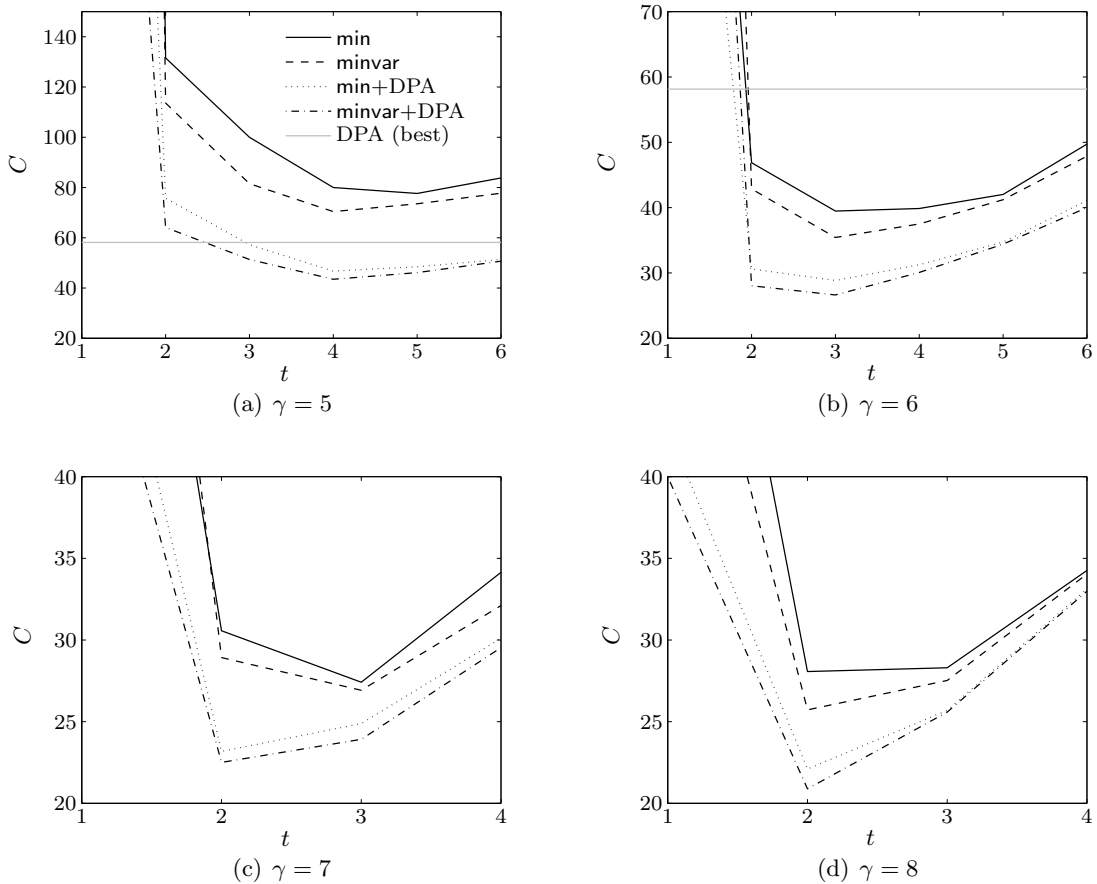 140
120
100
80
60
40
20
C
1 2 3 4 5 6
t
min
minvar
min+DPA
minvar+DPA
DPA (best)
(a) γ = 5
70
60
50
40
30
20
C
1 2 3 4 5 6
t
(b) γ = 6
40
35
30
25
20
C
1 2 3 4
t
(c) γ = 7
40
35
30
25
20
C
1 2 3 4
t
(d) γ = 8